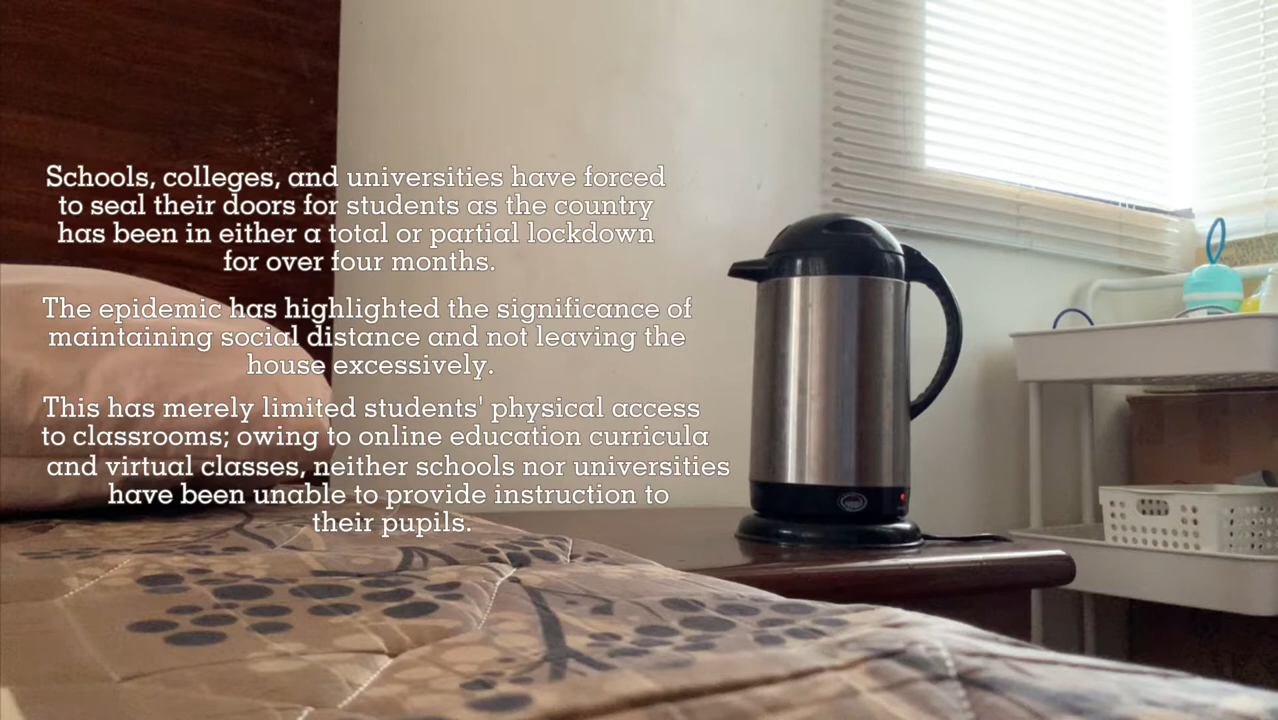 Schools, colleges, and universities have forced
to seal their doors for students as the country
has been in either a total or partial lockdown
for over four months.
The epidemic has highlighted the significance of
maintaining social distance and not leaving the
house excessively.
This has merely limited students' physical access
to classrooms; owing to online education curricula
and virtual classes, neither schools nor universities
have been unable to provide instruction to
their pupils.